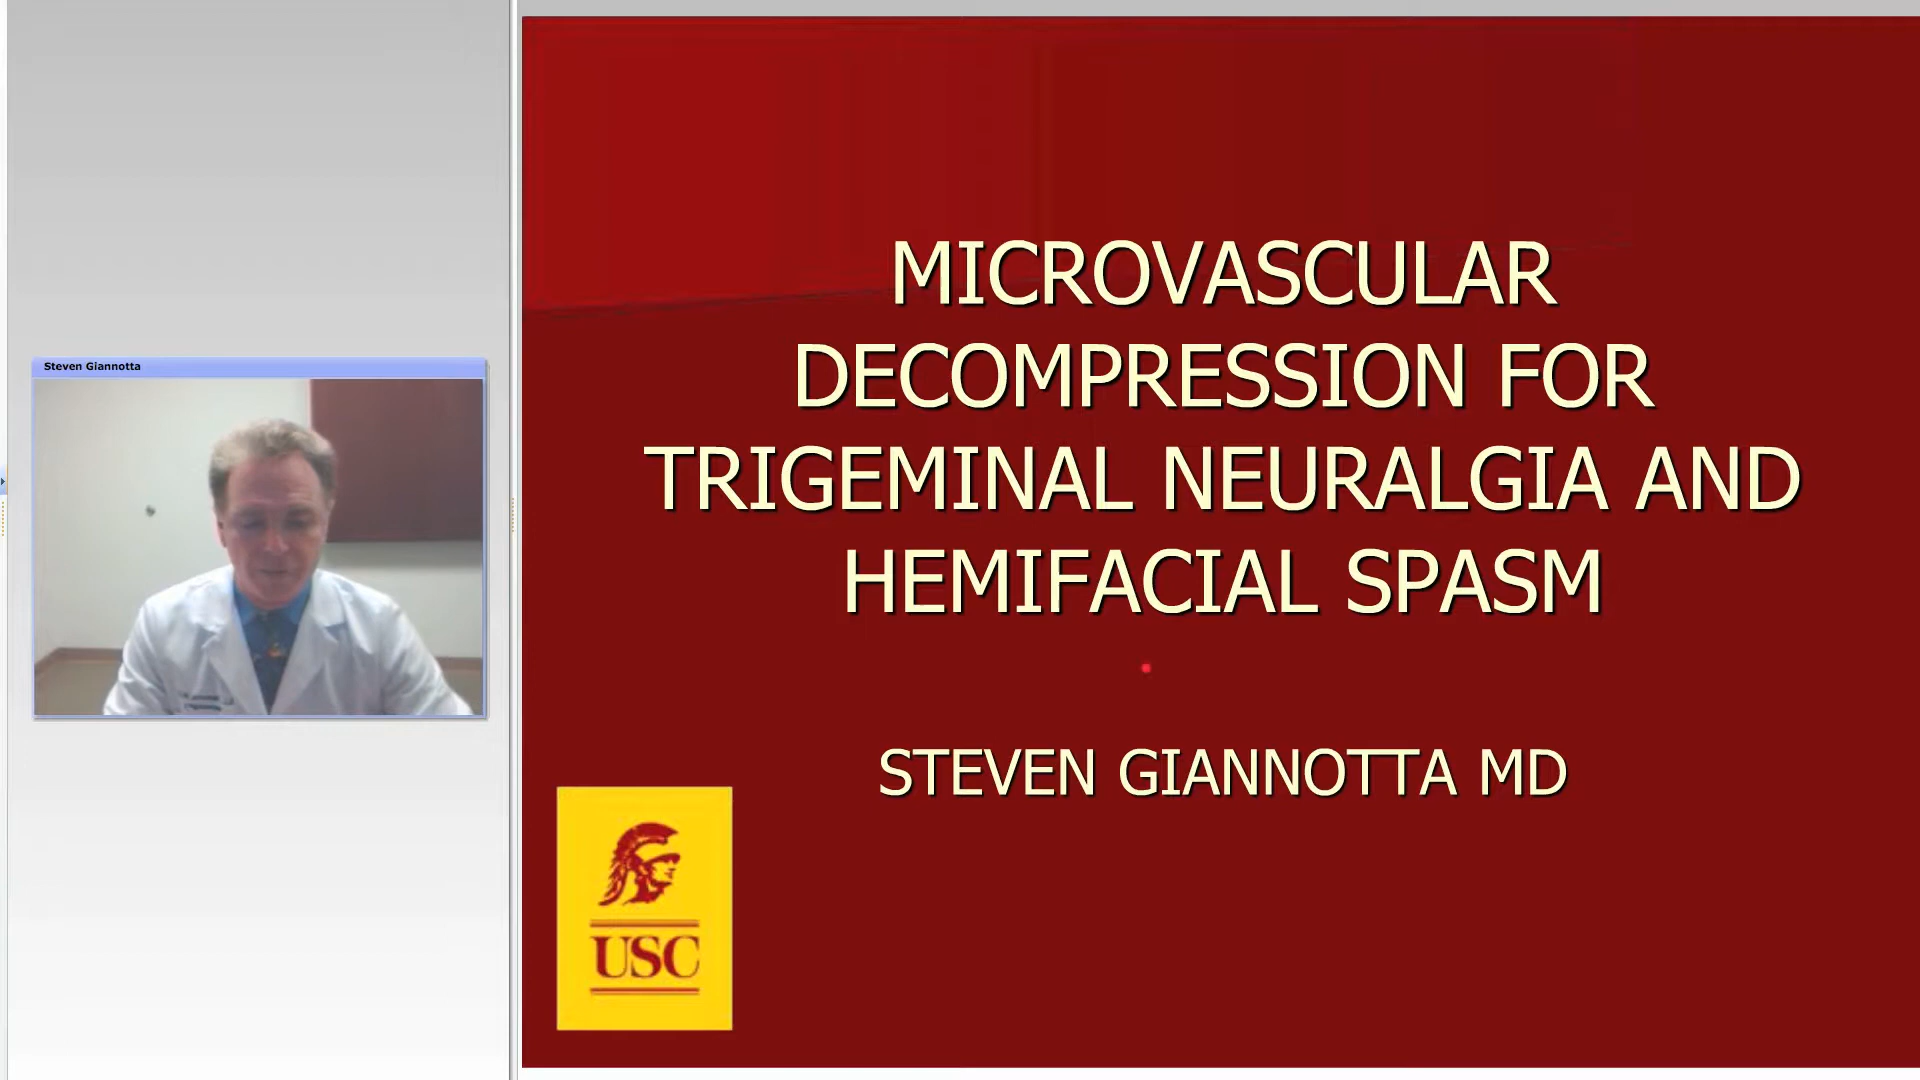 Steven Giannotta
MICROVASCULAR
DECOMPRESSION FOR
TRIGEMINAL NEURALGIA AND
HEMIFACIAL SPASM
STEVEN GIANNOTTA MD
USC